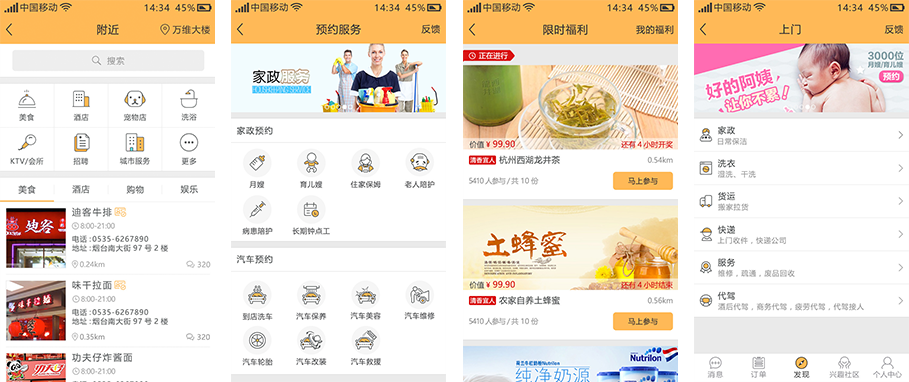 中国移动 14:34 45%
附近
万维大楼
搜索
美食 酒店 宠物店 洗浴
KTV/会所 招聘 城市服务 更多
美食 酒店 购物 娱乐
迪客牛排
8:00-21:00
电话:0535-6267890
地址:烟台南大街 97 号 2 楼
0.24km 320
味干拉面
8:00-21:00
电话:0535-6267890
地址:烟台南大街 97 号 2 楼
0.35km 320
功夫仔炸酱面
中国移动 14:34 45%
预约服务
反馈
家政服务
家政预约
月嫂 育儿嫂 住家保姆 老人陪护
病患陪护 长期钟点工
汽车预约
到店洗车 汽车保养 汽车美容 汽车维修
汽车轮胎 汽车改装 汽车救援
中国移动 14:34 45%
限时福利
我的福利
正在进行
价值 ¥ 99.90 还有 4 小时开奖
清香宜人 杭州西湖龙井茶 0.54km
5410 人参与 / 共 10 份 马上参与
土蜂蜜
价值 ¥ 99.90 还有 4 小时结束
清香宜人 农家自养土蜂蜜 0.56km
5410 人参与 / 共 10 份 马上参与
荷兰牛栏奶粉Nutrilon
纯净奶源
Nutrilon
中国移动 14:34 45%
上门
反馈
好的阿姨
让你不累!
3000位
月嫂/育儿嫂
预约
家政
日常保洁
洗衣
湿洗、干洗
货运
搬家拉货
快递
上门收件,快递公司
服务
维修,疏通,废品回收
代驾
酒后代驾,商务代驾,疲劳代驾,代驾接人
消息 订单 发现 兴趣社区 个人中心